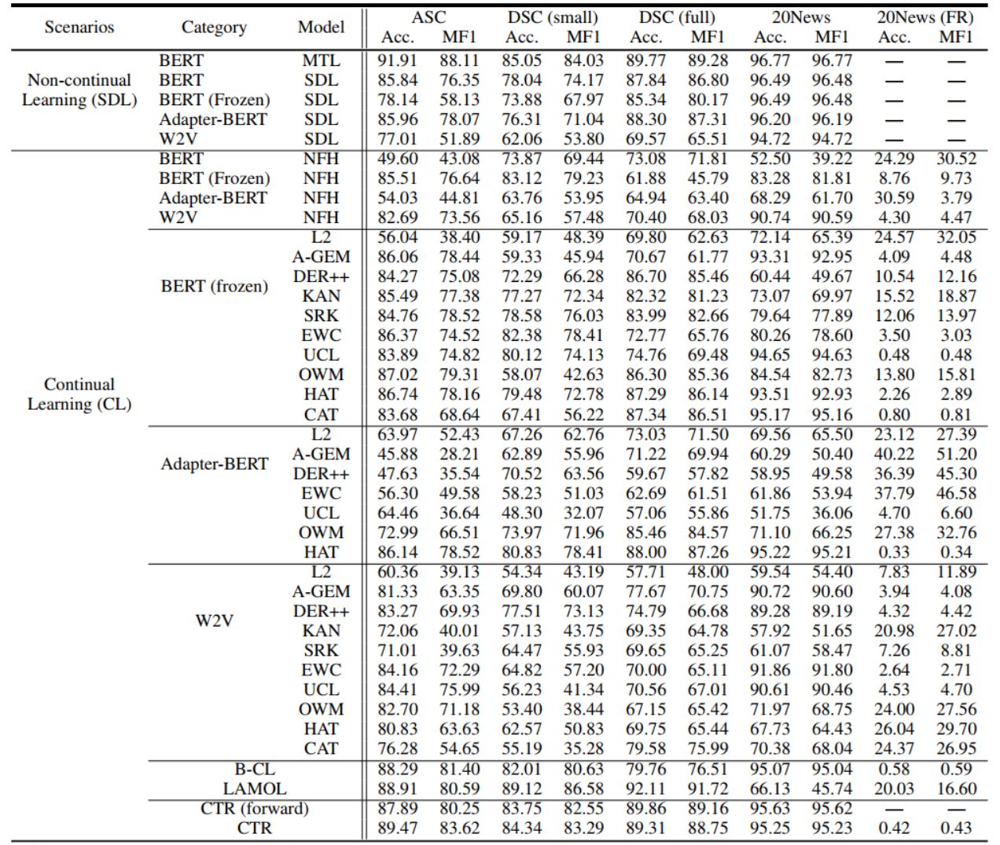 Scenarios Category Model ASC DSC (small) DSC (full) 20News 20News (FR)
Acc. MF1 Acc. MF1 Acc. MF1 Acc. MF1 Acc. MF1
Non-continual Learning (SDL) BERT MTL 91.91 88.11 85.05 84.03 89.77 89.28 96.77 96.77 — —
BERT SDL 85.84 76.35 78.04 74.17 87.84 86.80 96.49 96.48 — —
BERT (Frozen) SDL 78.14 58.13 73.88 67.97 85.34 80.17 96.49 96.48 — —
Adapter-BERT SDL 85.96 78.07 76.31 71.04 88.30 87.31 96.20 96.19 — —
W2V SDL 77.01 51.89 62.06 53.80 69.57 65.51 94.72 94.72 — —
Continual Learning (CL) BERT NFH 49.60 43.08 73.87 69.44 73.08 71.81 52.50 39.22 24.29 30.52
BERT (Frozen) NFH 85.51 76.64 83.12 79.23 61.88 45.79 83.28 81.81 8.76 9.73
Adapter-BERT NFH 54.03 44.81 63.76 53.95 64.94 63.40 68.29 61.70 30.59 3.79
W2V NFH 82.69 73.56 65.16 57.48 70.40 68.03 90.74 90.59 4.30 4.47
BERT (frozen) L2 56.04 38.40 59.17 48.39 69.80 62.63 72.14 65.39 24.57 32.05
A-GEM 86.06 78.44 59.33 45.94 70.67 61.77 93.31 92.95 4.09 4.48
DER++ 84.27 75.08 72.29 66.28 86.70 85.46 60.44 49.67 10.54 12.16
KAN 85.49 77.38 77.27 72.34 82.32 81.23 73.07 69.97 15.52 18.87
SRK 84.76 78.52 78.58 76.03 83.99 82.66 79.64 77.89 12.06 13.97
EWC 86.37 74.52 82.38 78.41 72.77 65.76 80.26 78.60 3.50 3.03
UCL 83.89 74.82 80.12 74.13 74.76 69.48 94.65 94.63 0.48 0.48
OWM 87.02 79.31 58.07 42.63 86.30 85.36 84.54 82.73 13.80 15.81
HAT 86.74 78.16 79.48 72.78 87.29 86.14 93.51 92.93 2.26 2.89
CAT 83.68 68.64 67.41 56.22 87.34 86.51 95.17 95.16 0.80 0.81
Adapter-BERT L2 63.97 52.43 67.26 62.76 73.03 71.50 69.56 65.50 23.12 27.39
A-GEM 45.88 28.21 62.89 55.96 71.22 69.94 60.29 50.40 40.22 51.20
DER++ 47.63 35.54 70.52 63.56 59.67 57.82 58.95 49.58 36.39 45.30
EWC 56.30 49.58 58.23 51.03 62.69 61.51 61.86 53.94 37.79 46.58
UCL 64.46 36.64 48.30 32.07 57.06 55.86 51.75 36.06 4.70 6.60
OWM 72.99 66.51 73.97 71.96 85.46 84.57 71.10 66.25 27.38 32.76
HAT 86.14 78.52 80.83 78.41 88.00 87.26 95.22 95.21 0.33 0.34
W2V L2 60.36 39.13 54.34 43.19 57.71 48.00 59.54 54.40 7.83 11.89
A-GEM 81.33 63.35 69.80 60.07 77.67 70.75 90.72 90.60 3.94 4.08
DER++ 83.27 69.93 77.51 73.13 74.79 66.68 89.28 89.19 4.32 4.42
KAN 72.06 40.01 57.13 43.75 69.35 64.78 57.92 51.65 20.98 27.02
SRK 71.01 39.63 64.47 55.93 69.65 65.25 61.07 58.47 7.26 8.81
EWC 84.16 72.29 64.82 57.20 70.00 65.11 91.86 91.80 2.64 2.71
UCL 84.41 75.99 56.23 41.34 70.56 67.01 90.61 90.46 4.53 4.70
OWM 82.70 71.18 53.40 38.44 67.15 65.42 71.97 68.75 24.00 27.56
HAT 80.83 63.63 62.57 50.83 69.75 65.44 67.73 64.43 26.04 29.70
CAT 76.28 54.65 55.19 35.28 79.58 75.99 70.38 68.04 24.37 26.95
B-CL 88.29 81.40 82.01 80.63 79.76 76.51 95.07 95.04 0.58 0.59
LAMOL 88.91 80.59 89.12 86.58 92.11 91.72 66.13 45.74 20.03 16.60
CTR (forward) 87.89 80.25 83.75 82.55 89.86 89.16 95.63 95.62 — —
CTR 89.47 83.62 84.34 83.29 89.31 88.75 95.25 95.23 0.42 0.43